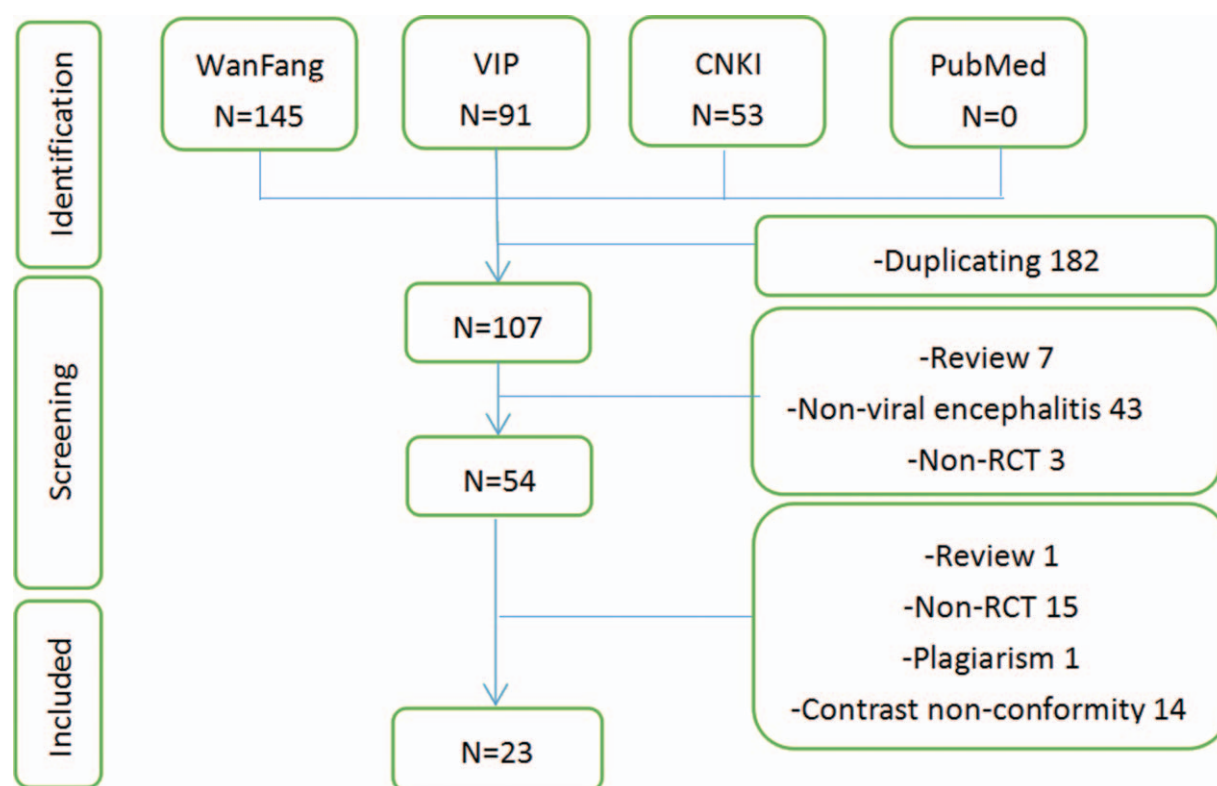 Identification
WanFang
N=145
VIP
N=91
CNKI
N=53
PubMed
N=0
-Duplicating 182
Screening
N=107
-Review 7
-Non-viral encephalitis 43
-Non-RCT 3
N=54
-Review 1
-Non-RCT 15
-Plagiarism 1
-Contrast non-conformity 14
Included
N=23